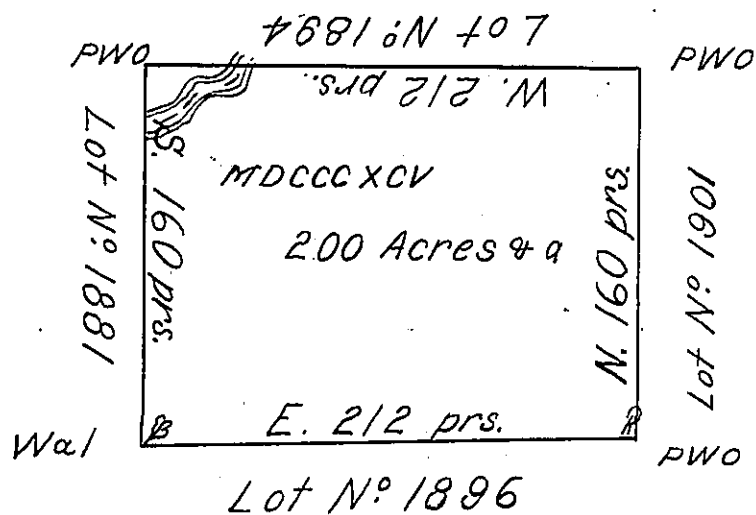 Lot Nº 1894
PWO
PWO
W. 212 prs.
Lot Nº 1881
S. 160 prs.
MDCCCXCV
200 Acres & a
N. 160 prs.
Lot Nº 1901
Wal
B
E. 212 prs.
PWO
Lot Nº 1896